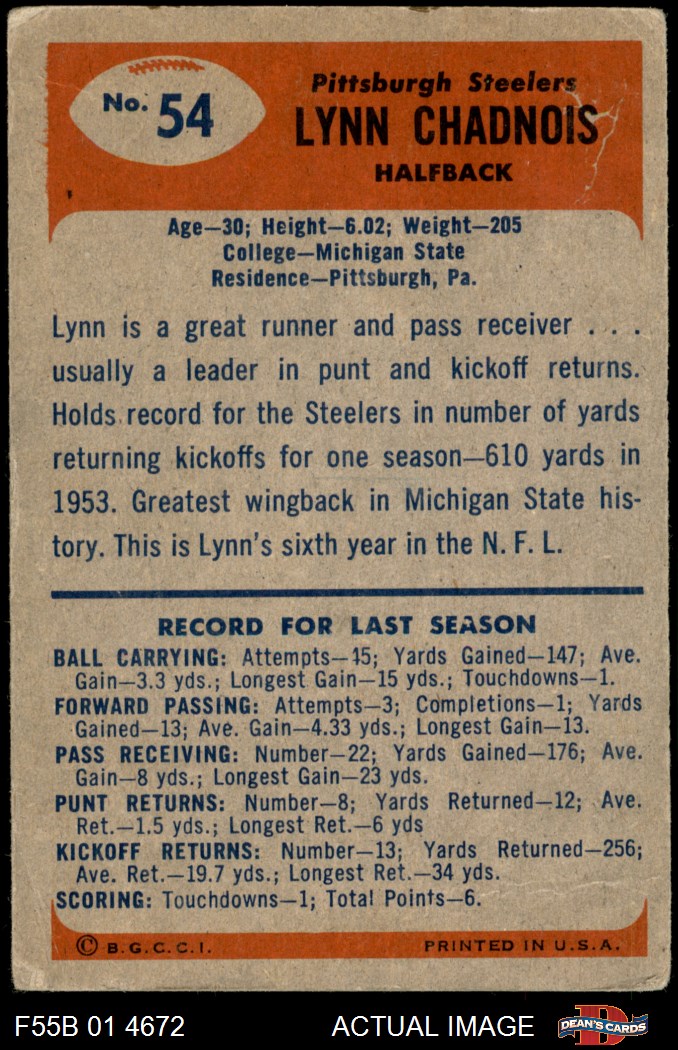 No. 54
Pittsburgh Steelers
LYNN CHADNOIS
HALFBACK
Age—30; Height—6.02; Weight—205
College—Michigan State
Residence—Pittsburgh, Pa.
Lynn is a great runner and pass receiver . . .
usually a leader in punt and kickoff returns.
Holds record for the Steelers in number of yards
returning kickoffs for one season—610 yards in
1953. Greatest wingback in Michigan State his-
tory. This is Lynn's sixth year in the N. F. L.
RECORD FOR LAST SEASON
BALL CARRYING: Attempts—45; Yards Gained—147; Ave.
Gain—3.3 yds.; Longest Gain—15 yds.; Touchdowns—1.
FORWARD PASSING: Attempts—3; Completions—1; Yards
Gained—13; Ave. Gain—4.33 yds.; Longest Gain—13.
PASS RECEIVING: Number—22; Yards Gained—176; Ave.
Gain—8 yds.; Longest Gain—23 yds.
PUNT RETURNS: Number—8; Yards Returned—12; Ave.
Ret.—1.5 yds.; Longest Ret.—6 yds
KICKOFF RETURNS: Number—13; Yards Returned—256;
Ave. Ret.—19.7 yds.; Longest Ret.—34 yds.
SCORING: Touchdowns—1; Total Points—6.
© B. G. C. C. I. PRINTED IN U. S. A.
F55B 01 4672 ACTUAL IMAGE DEAN'S CARDS